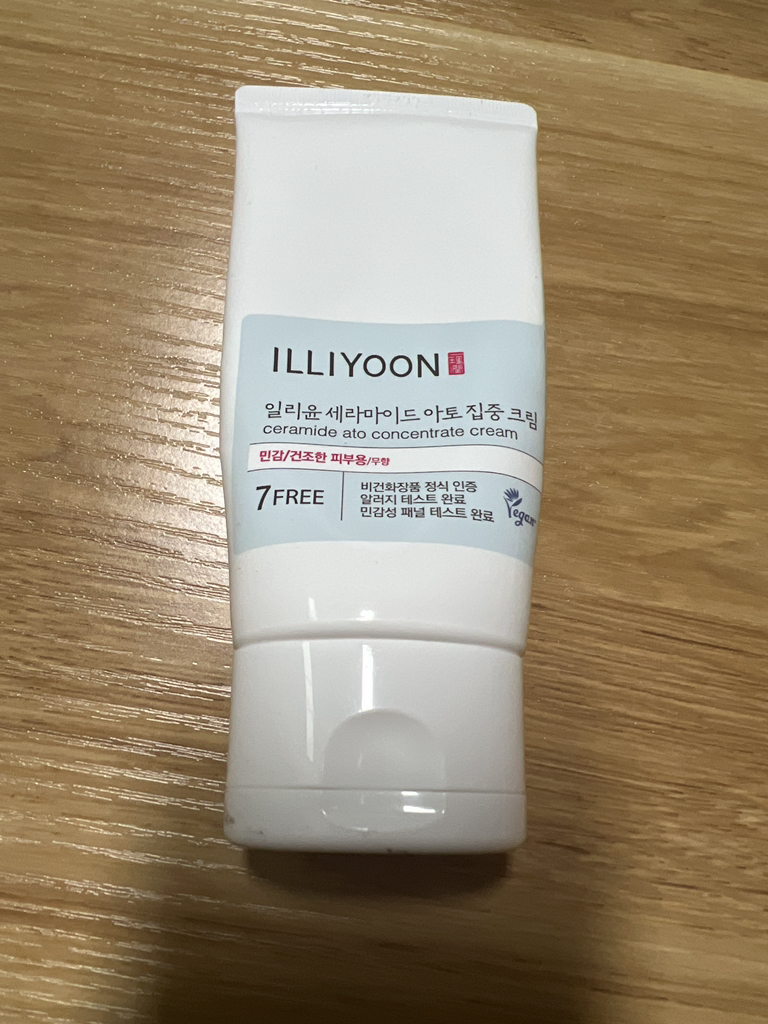 ILLIYOON
일리윤 세라마이드 아토 집중 크림
ceramide ato concentrate cream
민감/건조한 피부용/무향
7FREE
비건화장품 정식 인증
알러지 테스트 완료
민감성 패널 테스트 완료
Vegan